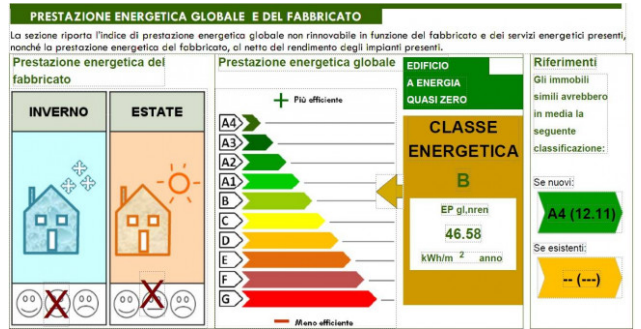 PRESTAZIONE ENERGETICA GLOBALE E DEL FABBRICATO
La sezione riporta l'indice di prestazione energetica globale non rinnovabile in funzione del fabbricato e dei servizi energetici presenti,
nonché la prestazione energetica del fabbricato, al netto del rendimento degli impianti presenti.
Prestazione energetica del
fabbricato
INVERNO
ESTATE
Prestazione energetica globale
+ Più efficiente
A4
A3
A2
A1
B
C
D
E
F
G
— Meno efficiente
EDIFICIO
A ENERGIA
QUASI ZERO
CLASSE
ENERGETICA
B
EP gl,nren
46.58
kWh/m 2 anno
Riferimenti
Gli immobili
simili avrebbero
in media la
seguente
classificazione:
Se nuovi:
A4 (12.11)
Se esistenti:
-- (---)